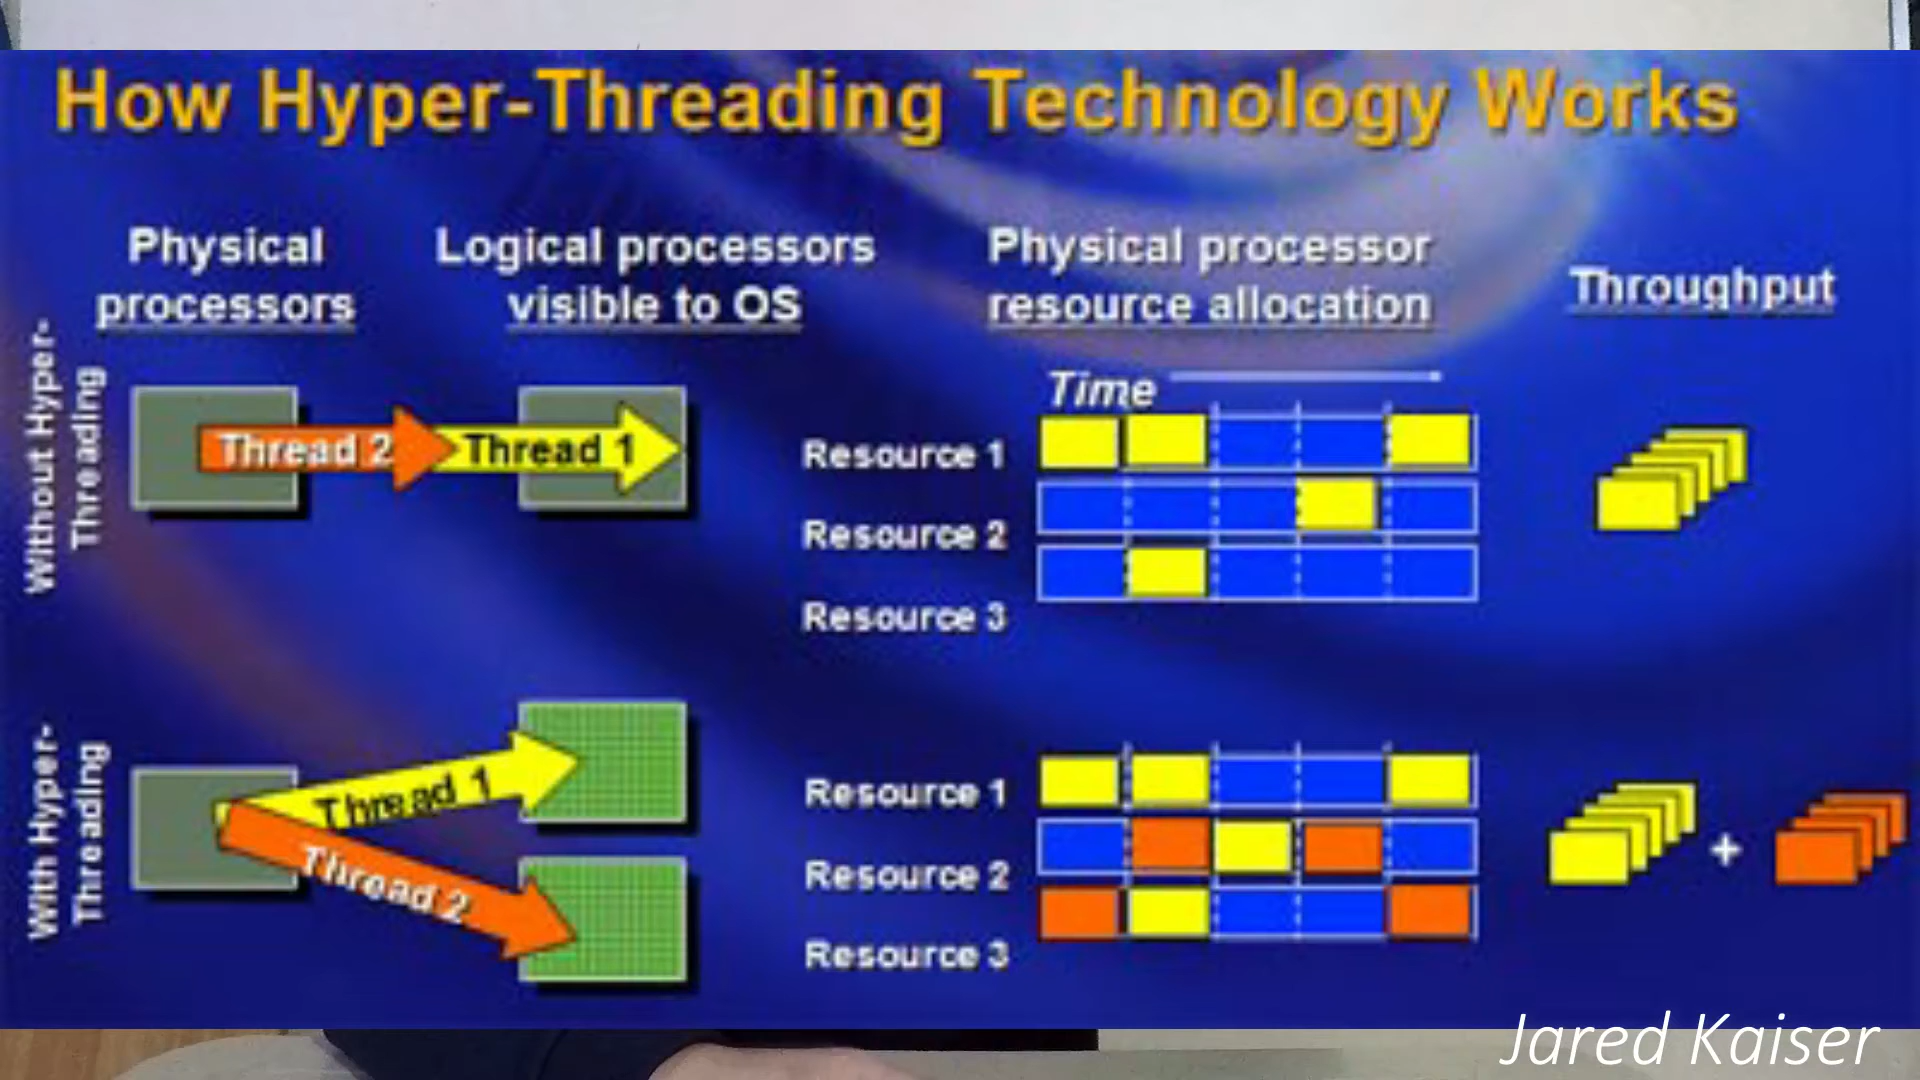 How Hyper-Threading Technology Works
Physical
processors
Logical processors
visible to OS
Physical processor
resource allocation
Throughput
Without Hyper-
Threading
Thread 2
Thread 1
Time
Resource 1
Resource 2
Resource 3
With Hyper-
Threading
Thread 1
Thread 2
Resource 1
Resource 2
Resource 3
+
Jared Kaiser